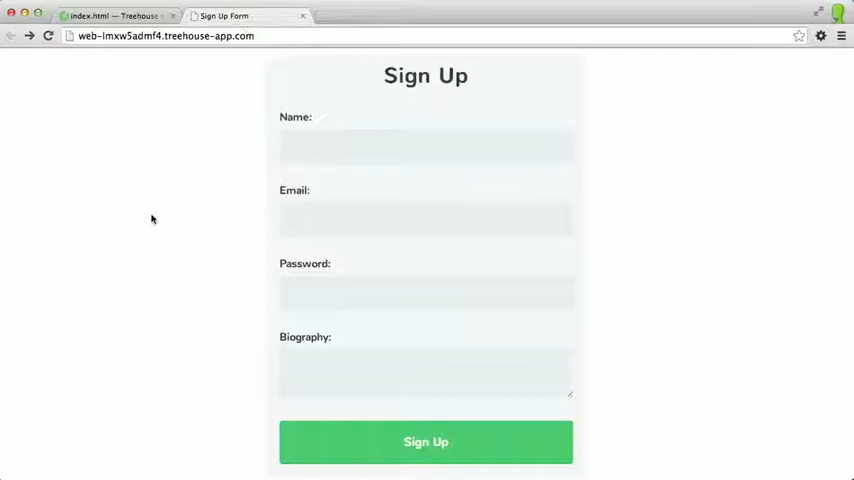 index.html — Treehouse
Sign Up Form
web-lmxw5admf4.treehouse-app.com
Sign Up
Name:
Email:
Password:
Biography:
Sign Up